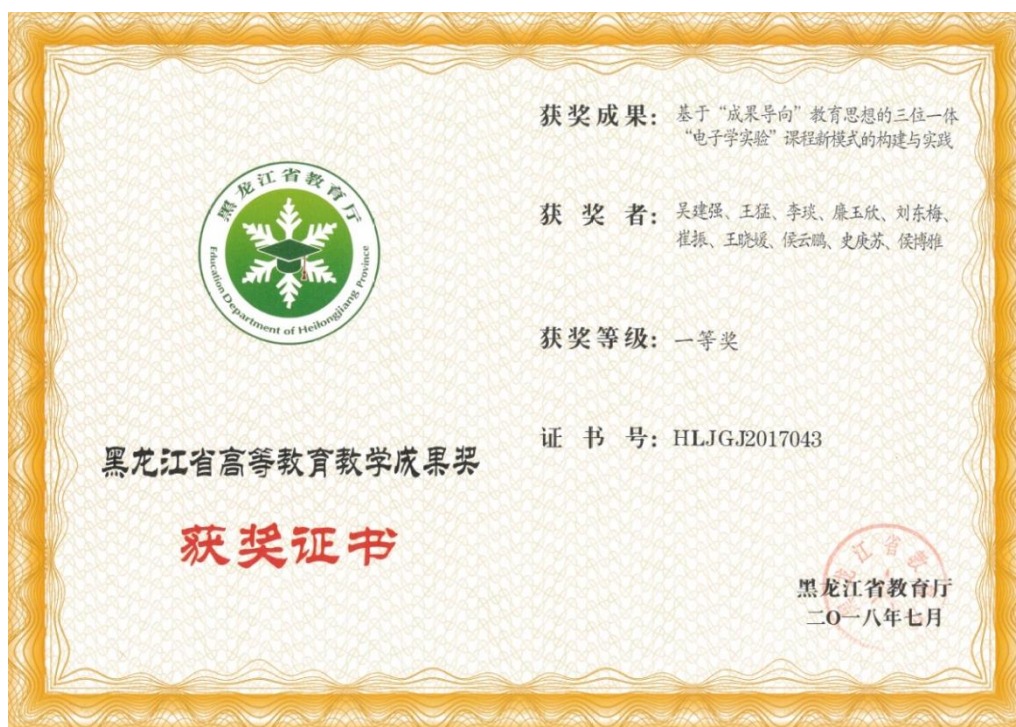 黑龙江省教育厅
Education Department of Heilongjiang Province
黑龙江省高等教育教学成果奖
获奖证书
获奖成果：基于“成果导向”教育思想的三位一体
“电子学实验”课程新模式的构建与实践
获奖者：吴建强、王猛、李琰、廉玉欣、刘东梅、
崔振、王晓媛、侯云鹏、史庚苏、侯博雅
获奖等级：一等奖
证书号：HLJGJ2017043
黑龙江省教育厅
二〇一八年七月